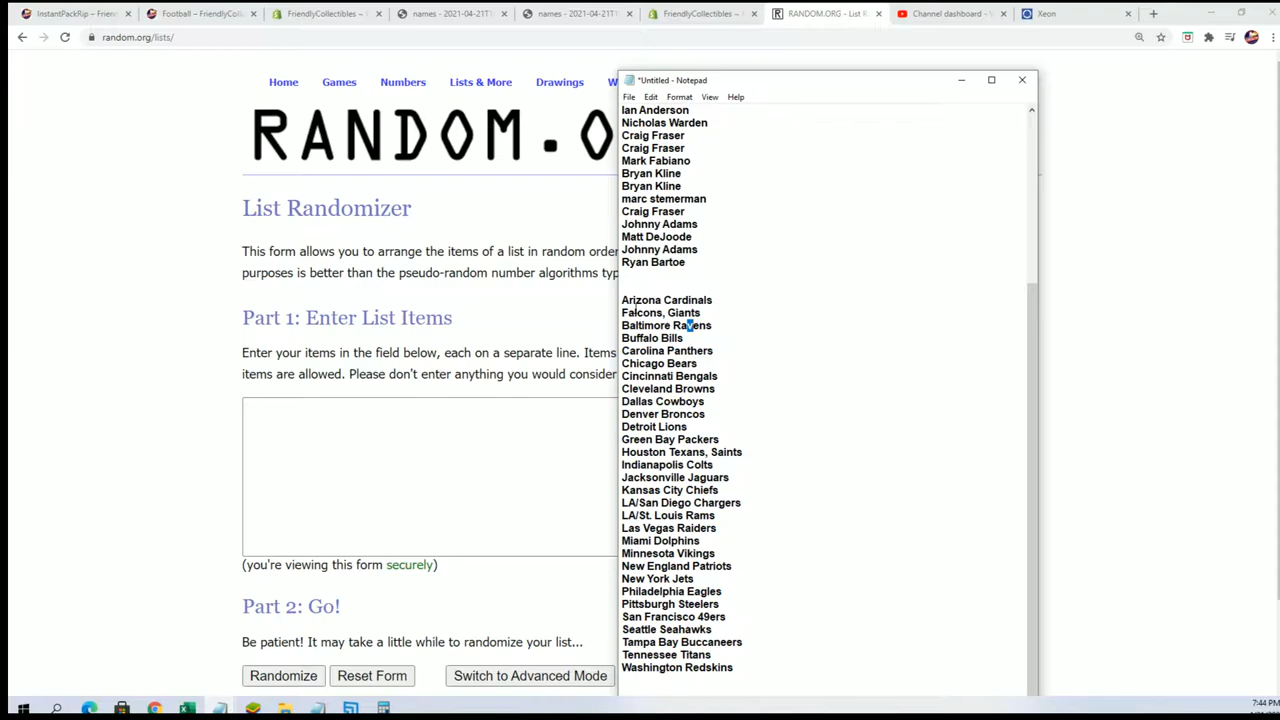 InstantPackRip – Frien
Football – FriendlyColl
FriendlyCollectibles –
names - 2021-04-21T1
names - 2021-04-21T
FriendlyCollectibles –
RANDOM.ORG - List R
Channel dashboard -
Xeon
random.org/lists/
Home
Games
Numbers
Lists & More
Drawings
W
RANDOM.O
List Randomizer
This form allows you to arrange the items of a list in random orde
purposes is better than the pseudo-random number algorithms typ
Part 1: Enter List Items
Enter your items in the field below, each on a separate line. Items
items are allowed. Please don't enter anything you would consider
(you're viewing this form securely)
Part 2: Go!
Be patient! It may take a little while to randomize your list...
Randomize
Reset Form
Switch to Advanced Mode
*Untitled - Notepad
File Edit Format View Help
Ian Anderson
Nicholas Warden
Craig Fraser
Craig Fraser
Mark Fabiano
Bryan Kline
Bryan Kline
marc stemerman
Craig Fraser
Johnny Adams
Matt DeJoode
Johnny Adams
Ryan Bartoe
Arizona Cardinals
Falcons, Giants
Baltimore Ravens
Buffalo Bills
Carolina Panthers
Chicago Bears
Cincinnati Bengals
Cleveland Browns
Dallas Cowboys
Denver Broncos
Detroit Lions
Green Bay Packers
Houston Texans, Saints
Indianapolis Colts
Jacksonville Jaguars
Kansas City Chiefs
LA/San Diego Chargers
LA/St. Louis Rams
Las Vegas Raiders
Miami Dolphins
Minnesota Vikings
New England Patriots
New York Jets
Philadelphia Eagles
Pittsburgh Steelers
San Francisco 49ers
Seattle Seahawks
Tampa Bay Buccaneers
Tennessee Titans
Washington Redskins
7:44 PM